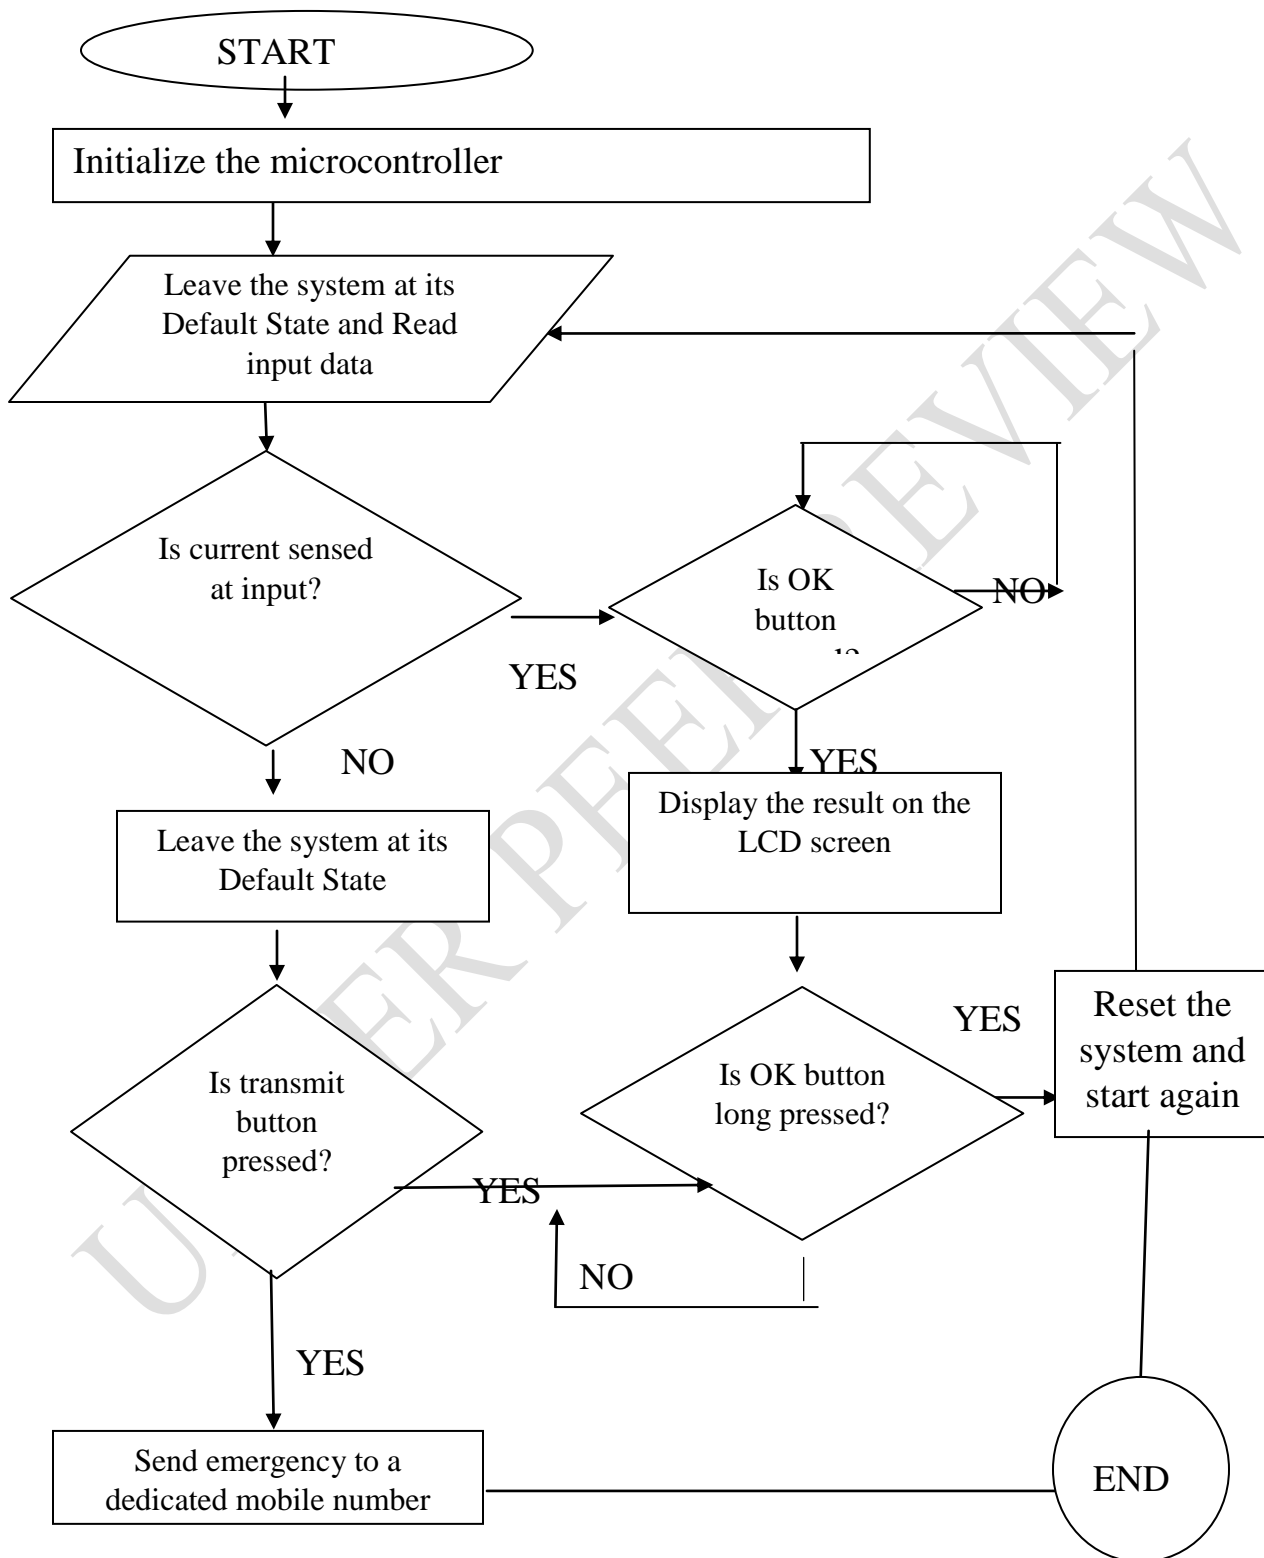 START
Initialize the microcontroller
Leave the system at its
Default State and Read
input data
Is current sensed
at input?
Is OK
button
NO
YES
NO
YES
Leave the system at its
Default State
Display the result on the
LCD screen
YES
Reset the
system and
start again
Is transmit
button
pressed?
Is OK button
long pressed?
YES
NO
YES
Send emergency to a
dedicated mobile number
END